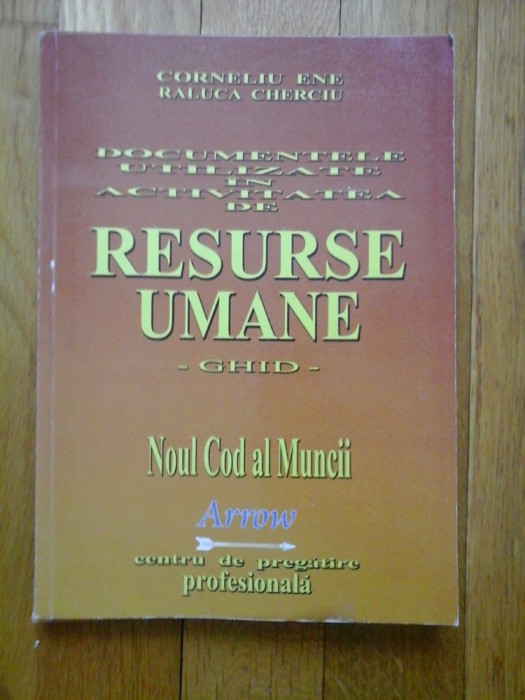 CORNELIU ENE
RALUCA CHERCIU
DOCUMENTELE
UTILIZATE
IN
ACTIVITATEA
DE
RESURSE
UMANE
- GHID -
Noul Cod al Muncii
Arrow
centru de pregătire
profesională